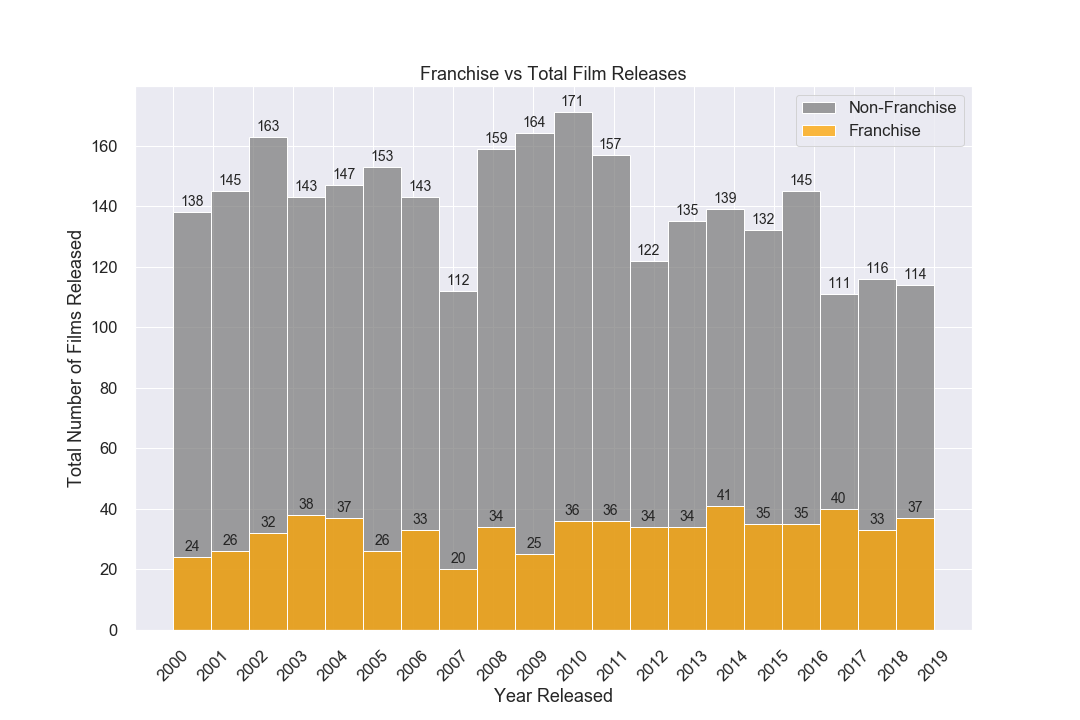 Franchise vs Total Film Releases
Non-Franchise
Franchise
Total Number of Films Released
160
140
120
100
80
60
40
20
0
138 145 163 143 147 153 143 112 159 164 171 157 122 135 139 132 145 111 116 114
24 26 32 38 37 26 33 20 34 25 36 36 34 34 41 35 35 40 33 37
2000 2001 2002 2003 2004 2005 2006 2007 2008 2009 2010 2011 2012 2013 2014 2015 2016 2017 2018 2019
Year Released